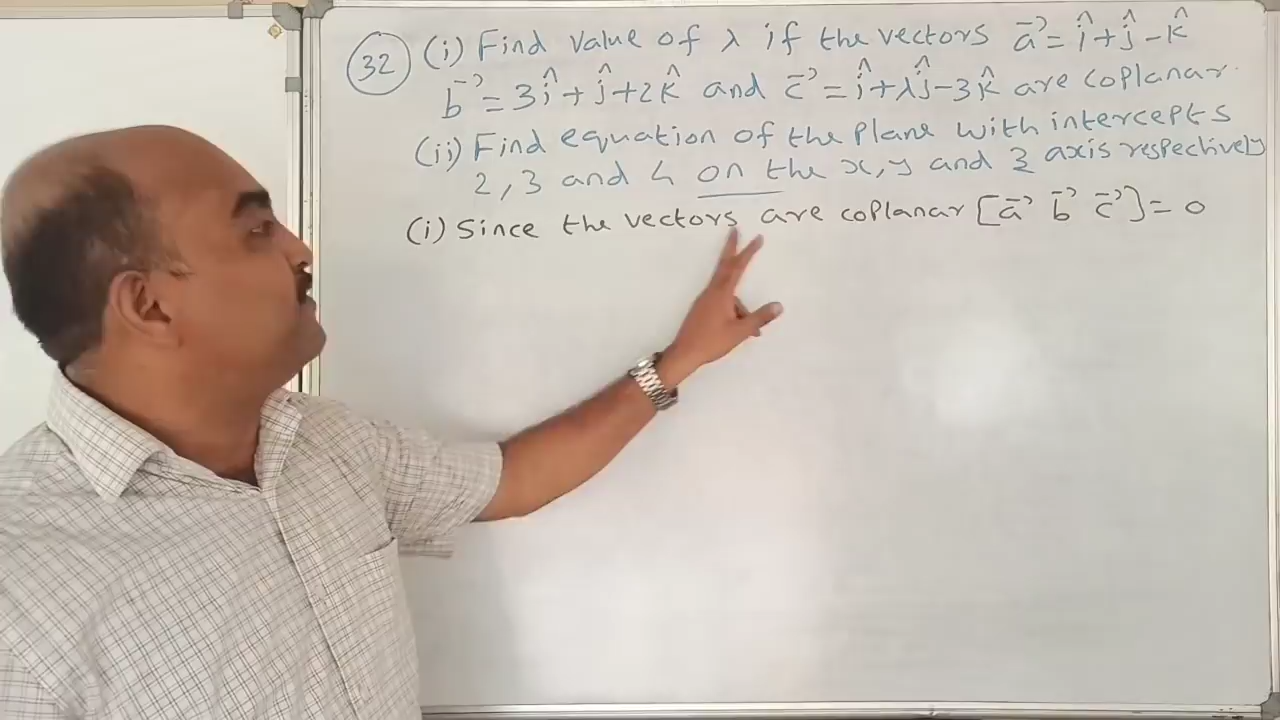 32 (i) Find value of λ if the vectors a⃗ = î + ĵ - k̂
b⃗ = 3î + ĵ + 2k̂ and c⃗ = î + λĵ - 3k̂ are coplanar.
(ii) Find equation of the plane with intercepts
2, 3 and 4 on the x, y and z axis respectively
(i) Since the vectors are coplanar [a⃗ b⃗ c⃗] = 0